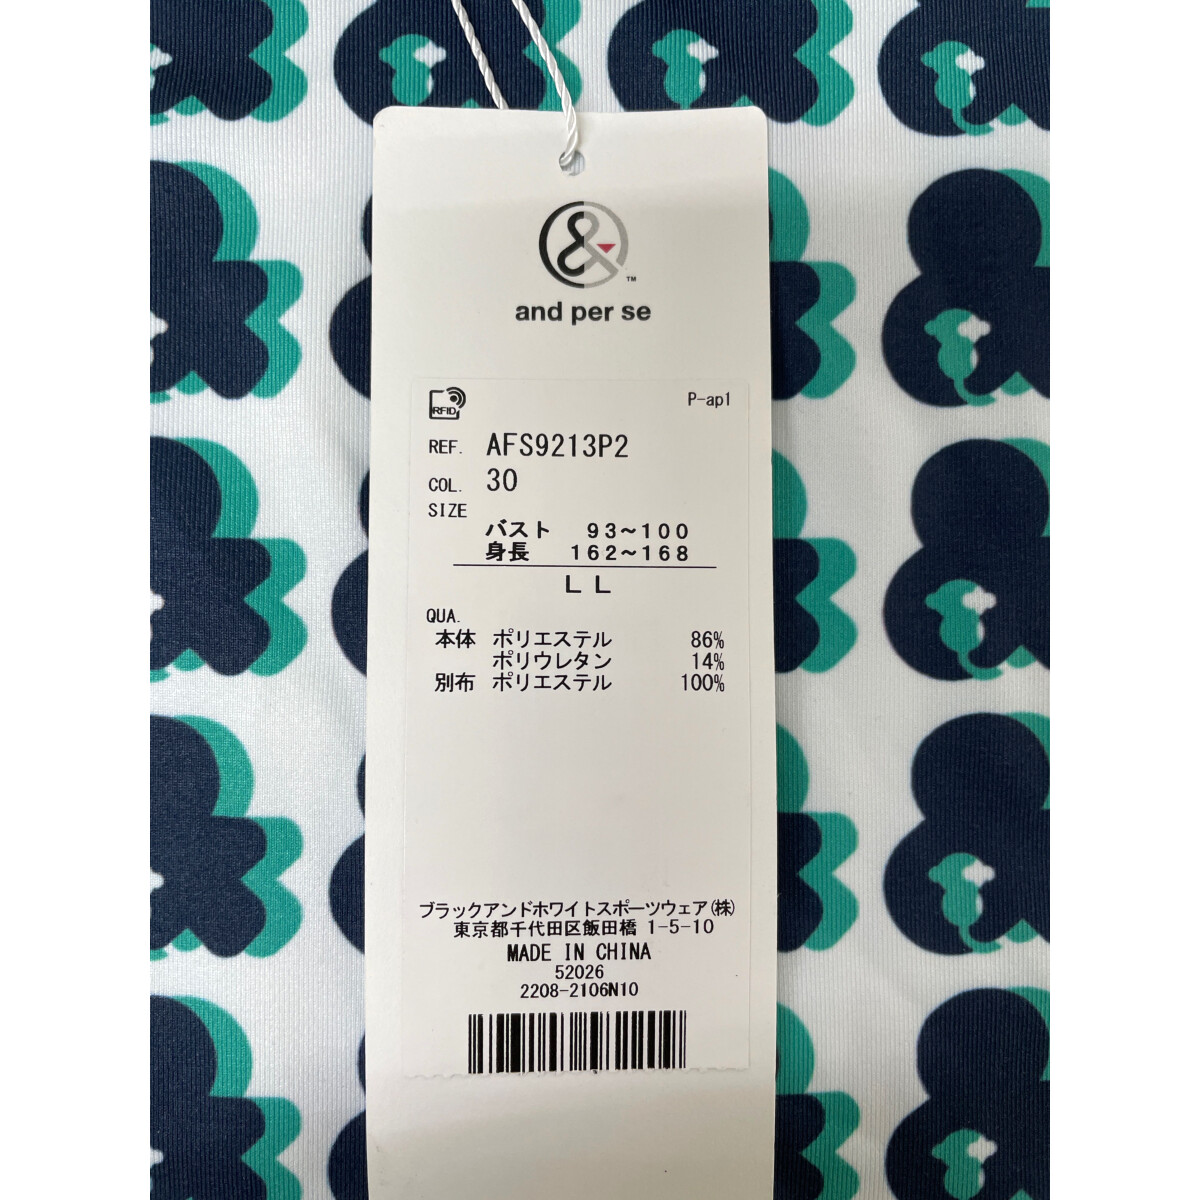 &
TM
and per se
RFID
P-ap1
REF. AFS9213P2
COL. 30
SIZE
バスト 93~100
身長 162~168
LL
QUA.
本体 ポリエステル 86%
ポリウレタン 14%
別布 ポリエステル 100%
ブラックアンドホワイトスポーツウェア(株)
東京都千代田区飯田橋 1-5-10
MADE IN CHINA
52026
2208-2106N10